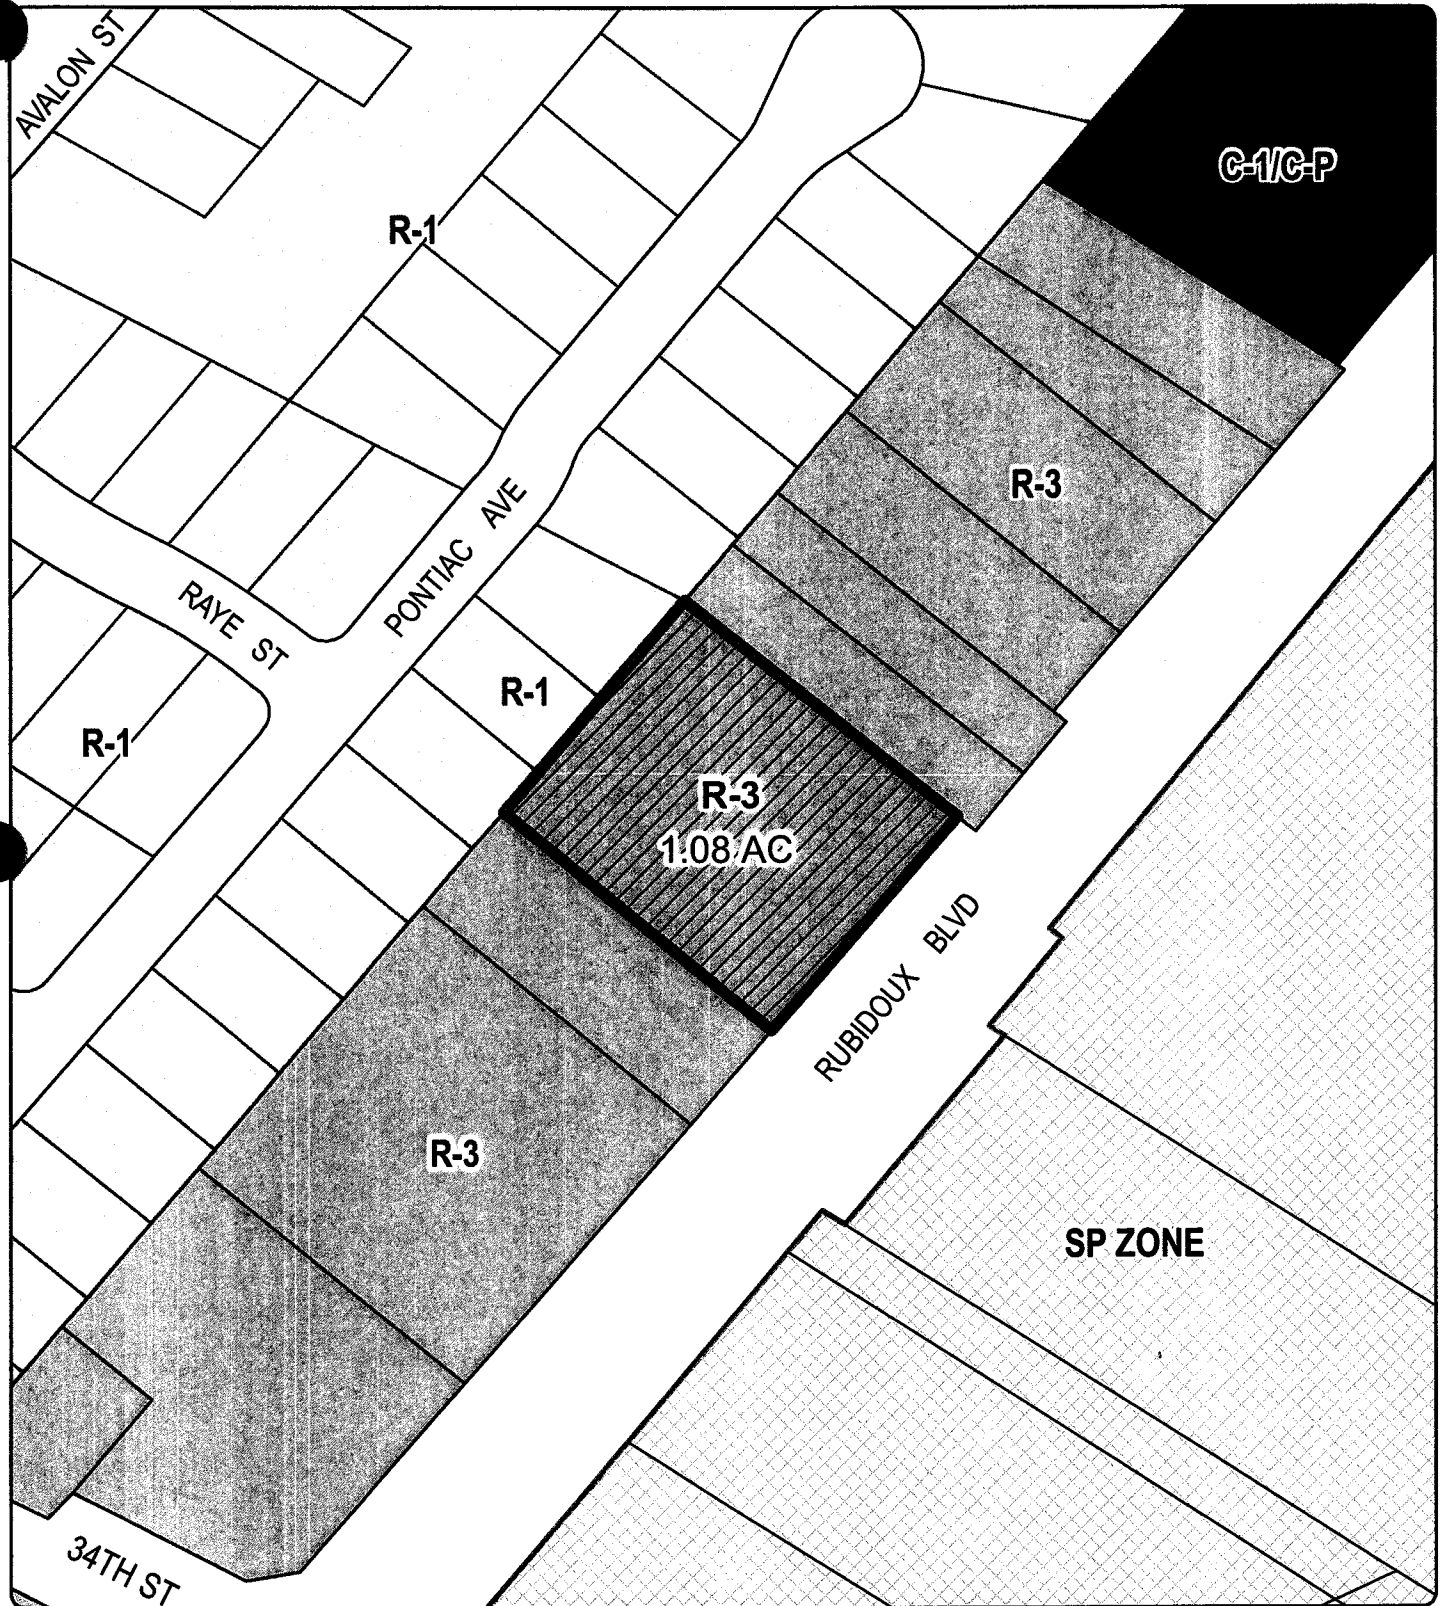 AVALON ST
C-1/C-P
R-1
R-3
PONTIAC AVE
RAYE ST
R-1
R-1
R-3
1.08 AC
RUBIDOUX BLVD
R-3
SP ZONE
34TH ST